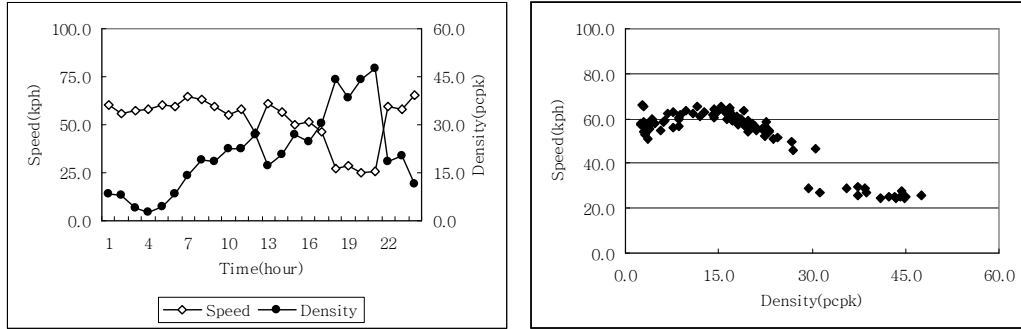 Speed(kph)
100.0
75.0
50.0
25.0
0.0
60.0
45.0
30.0
15.0
0.0
Density(pcpk)
1 4 7 10 13 16 19 22
Time(hour)
Speed Density
Speed(kph)
100.0
80.0
60.0
40.0
20.0
0.0
0.0 15.0 30.0 45.0 60.0
Density(pcpk)